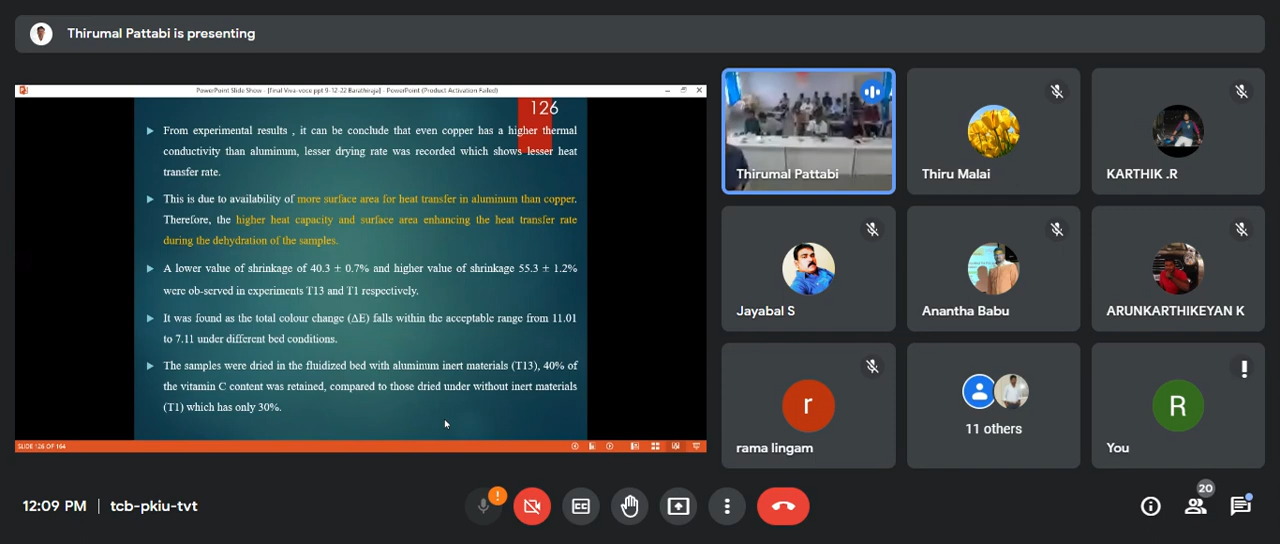 Thirumal Pattabi is presenting
PowerPoint Slide Show - [final Viva-voce ppt 9-12-22 Barathiraja] - PowerPoint (Product Activation Failed)
126
From experimental results , it can be conclude that even copper has a higher thermal
conductivity than aluminum, lesser drying rate was recorded which shows lesser heat
transfer rate.
This is due to availability of more surface area for heat transfer in aluminum than copper.
Therefore, the higher heat capacity and surface area enhancing the heat transfer rate
during the dehydration of the samples.
A lower value of shrinkage of 40.3 ± 0.7% and higher value of shrinkage 55.3 ± 1.2%
were ob-served in experiments T13 and T1 respectively.
It was found as the total colour change (ΔE) falls within the acceptable range from 11.01
to 7.11 under different bed conditions.
The samples were dried in the fluidized bed with aluminum inert materials (T13), 40% of
the vitamin C content was retained, compared to those dried under without inert materials
(T1) which has only 30%.
SLIDE 126 OF 164
Thirumal Pattabi
Thiru Malai
KARTHIK .R
Jayabal S
Anantha Babu
ARUNKARTHIKEYAN K
r
rama lingam
11 others
R
You
12:09 PM | tcb-pkiu-tvt
CC
20